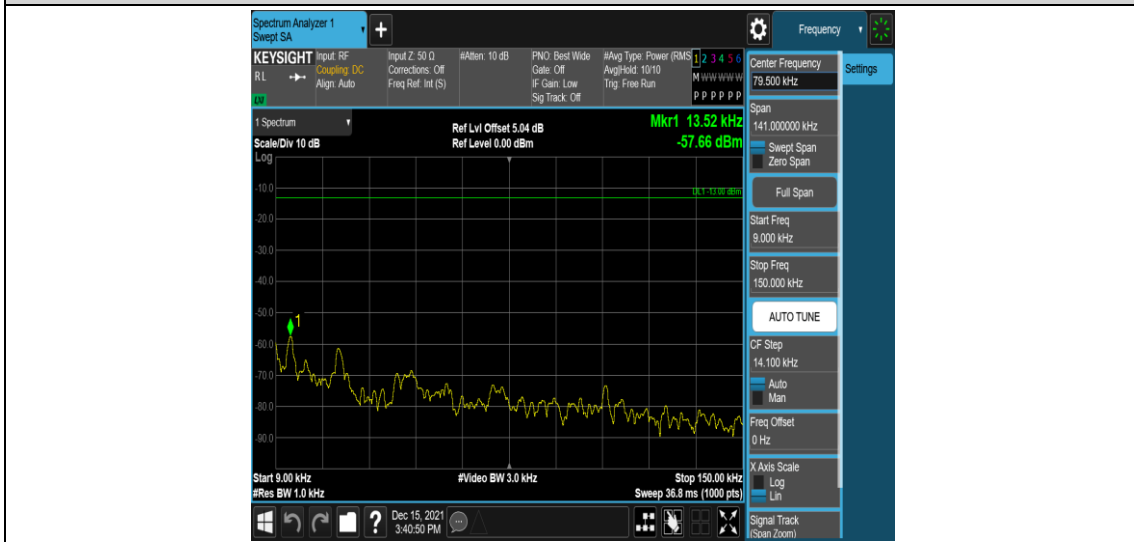 Spectrum Analyzer 1
Swept SA
+
Frequency
KEYSIGHT
R L
Input: RF
Coupling: DC
Align: Auto
Input Z: 50 Ω
Corrections: Off
Freq Ref: Int (S)
#Atten: 10 dB
PNO: Best Wide
Gate: Off
IF Gain: Low
Sig Track: Off
#Avg Type: Power (RMS
Avg|Hold: 10/10
Trig: Free Run
1 2 3 4 5 6
M W W W W W
P P P P P P
1 Spectrum
Scale/Div 10 dB
Log
Ref Lvl Offset 5.04 dB
Ref Level 0.00 dBm
Mkr1 13.52 kHz
-57.66 dBm
DL1 -13.00 dBm
-10.0
-20.0
-30.0
-40.0
-50.0
-60.0
-70.0
-80.0
-90.0
1
Start 9.00 kHz
#Res BW 1.0 kHz
#Video BW 3.0 kHz
Stop 150.00 kHz
Sweep 36.8 ms (1000 pts)
Center Frequency
79.500 kHz
Settings
Span
141.000000 kHz
Swept Span
Zero Span
Full Span
Start Freq
9.000 kHz
Stop Freq
150.000 kHz
AUTO TUNE
CF Step
14.100 kHz
Auto
Man
Freq Offset
0 Hz
X Axis Scale
Log
Lin
Signal Track
(Span Zoom)
?
Dec 15, 2021
3:40:50 PM